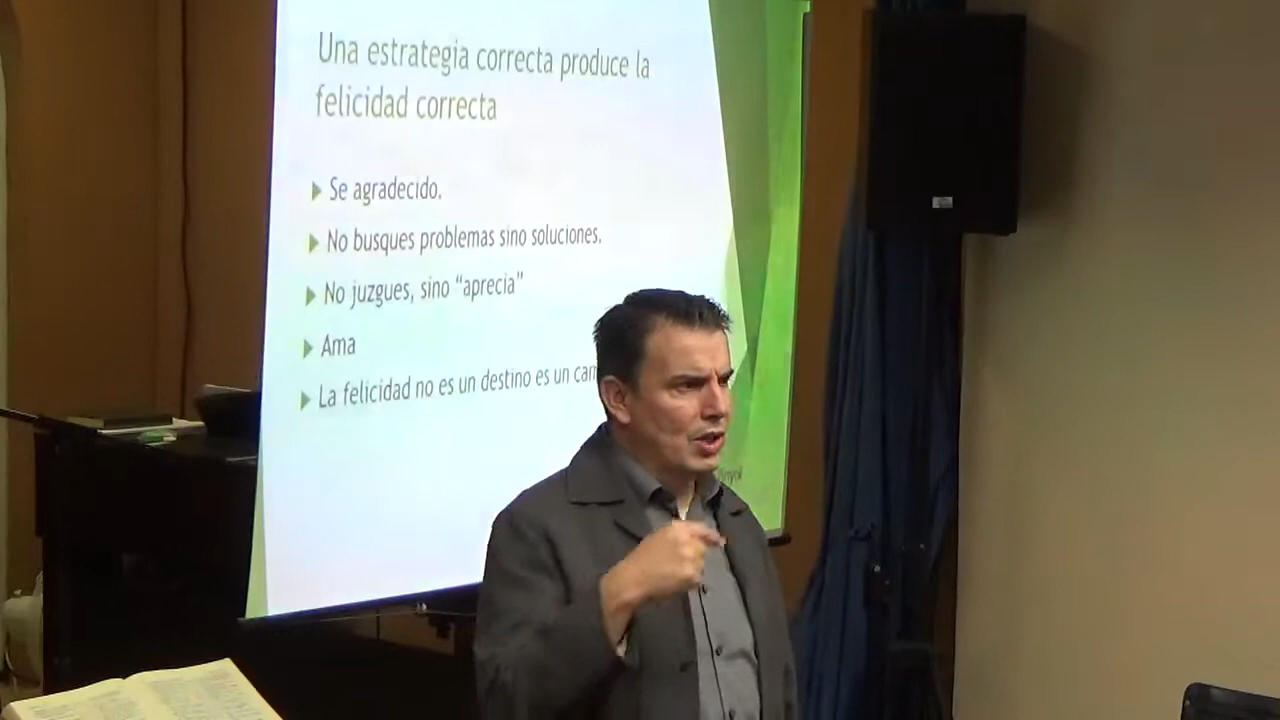 Una estrategia correcta produce la
felicidad correcta
Se agradecido.
No busques problemas sino soluciones.
No juzgues, sino “aprecia”
Ama
La felicidad no es un destino es un